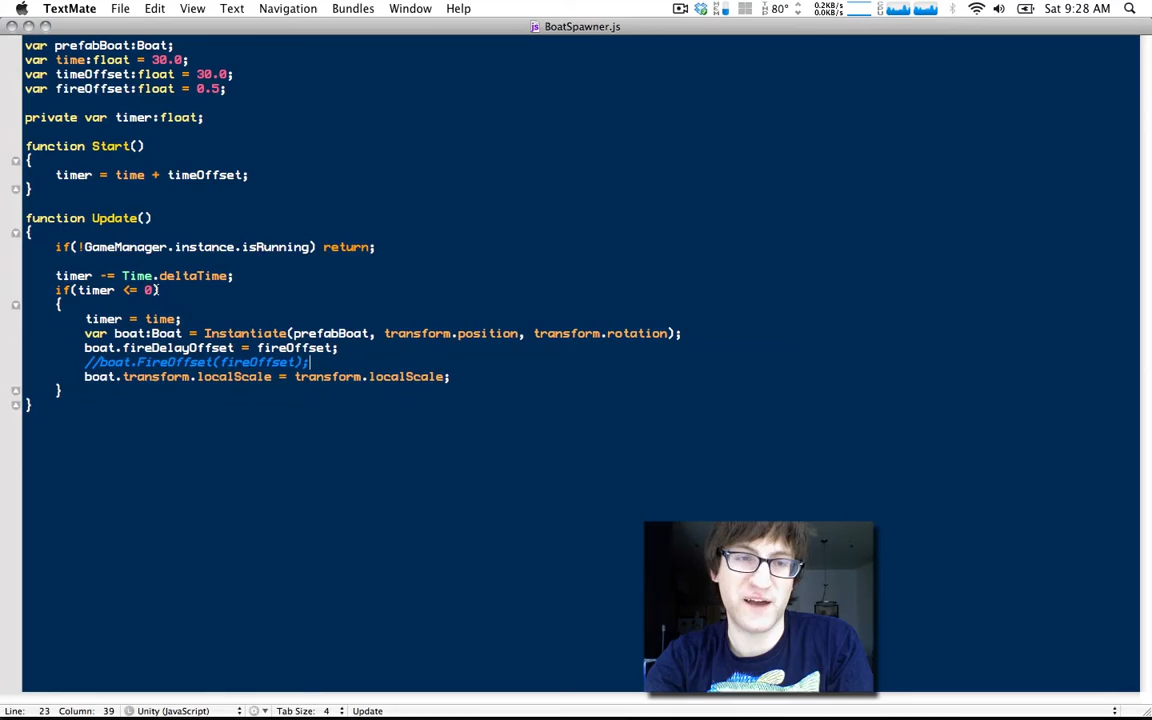 TextMate File Edit View Navigation Text Bundles Window Help 80° 0.2KB/s 0.0KB/s Sat 9:28 AM
BoatSpawner.js
var prefabBoat:Boat;
var time:float = 30.0;
var timeOffset:float = 30.0;
var fireOffset:float = 0.5;
private var timer:float;
function Start()
{
timer = time + timeOffset;
}
function Update()
{
if(!GameManager.instance.isRunning) return;
timer -= Time.deltaTime;
if(timer <= 0)
{
timer = time;
var boat:Boat = Instantiate(prefabBoat, transform.position, transform.rotation);
boat.fireDelayOffset = fireOffset;
//boat.FireOffset(fireOffset);
boat.transform.localScale = transform.localScale;
}
}
Line: 23 Column: 39 Unity (JavaScript) Tab Size: 4 Update